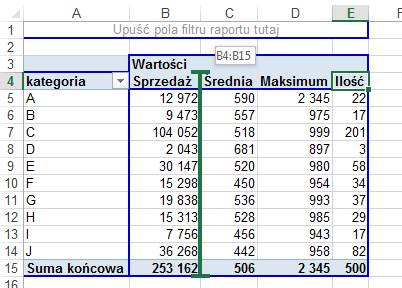 A B C D E F
1 Upuść pola filtru raportu tutaj
2 B4:B15
3 Wartości
4 kategoria Sprzedaż Średnia Maksimum Ilość
5 A 12 972 590 2 345 22
6 B 9 473 557 975 17
7 C 104 052 518 999 201
8 D 2 043 681 897 3
9 E 30 147 520 980 58
10 F 15 298 450 954 34
11 G 19 838 536 993 37
12 H 15 313 528 985 29
13 I 7 756 456 943 17
14 J 36 268 442 958 82
15 Suma końcowa 253 162 506 2 345 500